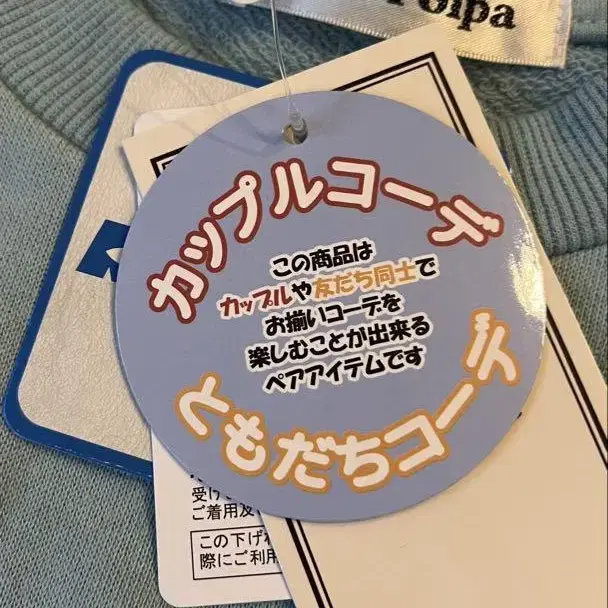 Polpa
カップルコーデ
この商品は
カップルや友だち同士で
お揃いコーデを
楽しむことが出来る
ペアアイテムです
ともだちコーデ
受け
ご着用及
この下げ
際にご利用